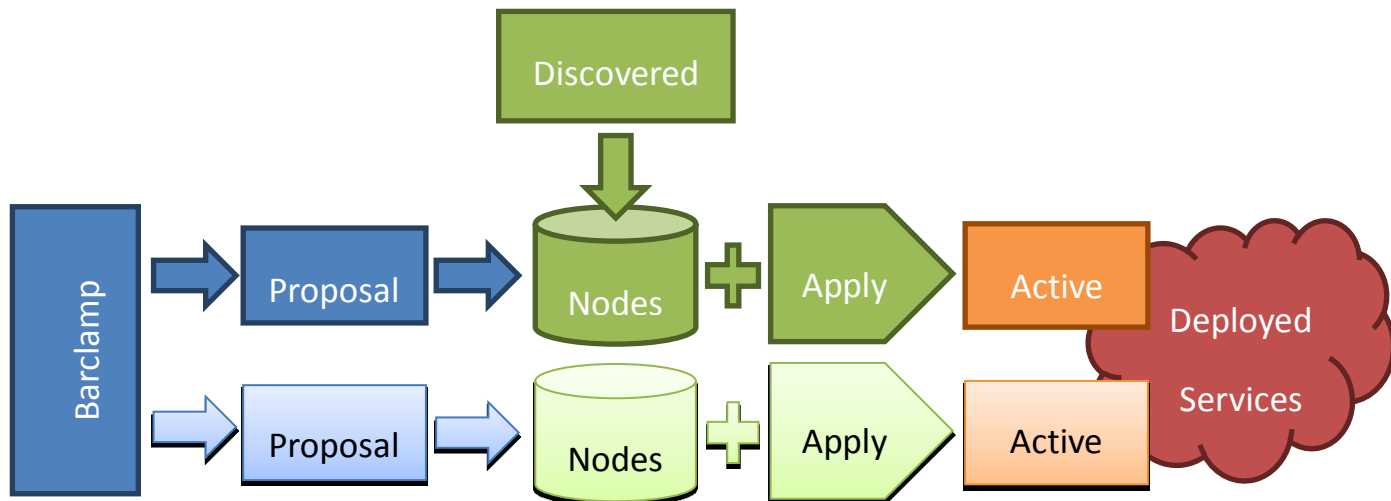 Discovered
Barclamp
Proposal
Nodes
Apply
Active
Deployed
Services
Proposal
Nodes
Apply
Active